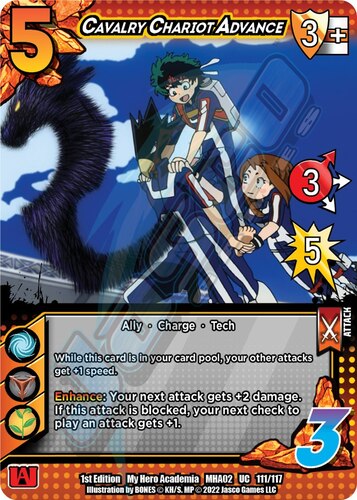 5
CAVALRY CHARIOT ADVANCE
3 +
3
5
ATTACK
Ally • Charge • Tech
While this card is in your card pool, your other attacks
get +1 speed.
Enhance: Your next attack gets +2 damage.
If this attack is blocked, your next check to
play an attack gets +1.
3
1st Edition My Hero Academia MHA02 UC 111/117
Illustration by BONES © KH/S. MP © 2022 Jasco Games LLC